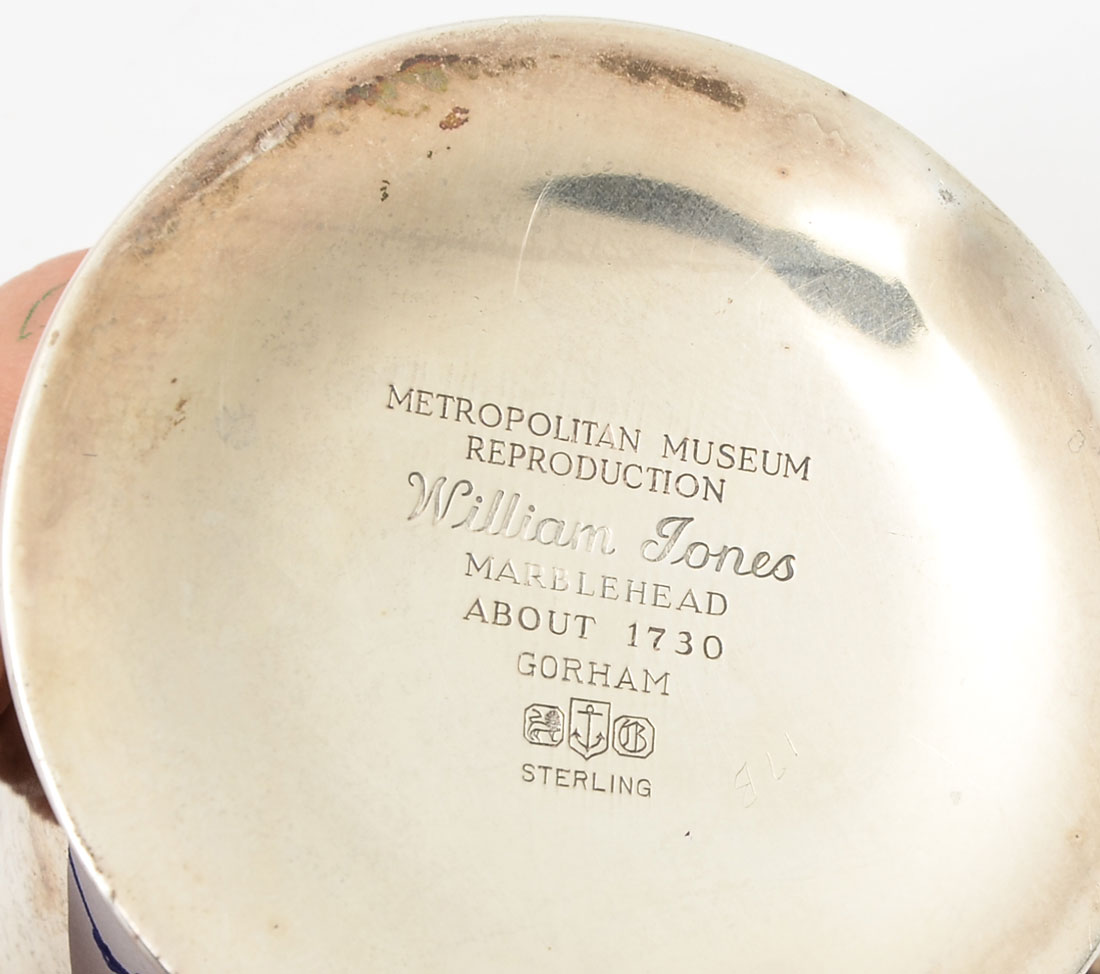 METROPOLITAN MUSEUM
REPRODUCTION
William Jones
MARBLEHEAD
ABOUT 1730
GORHAM
STERLING